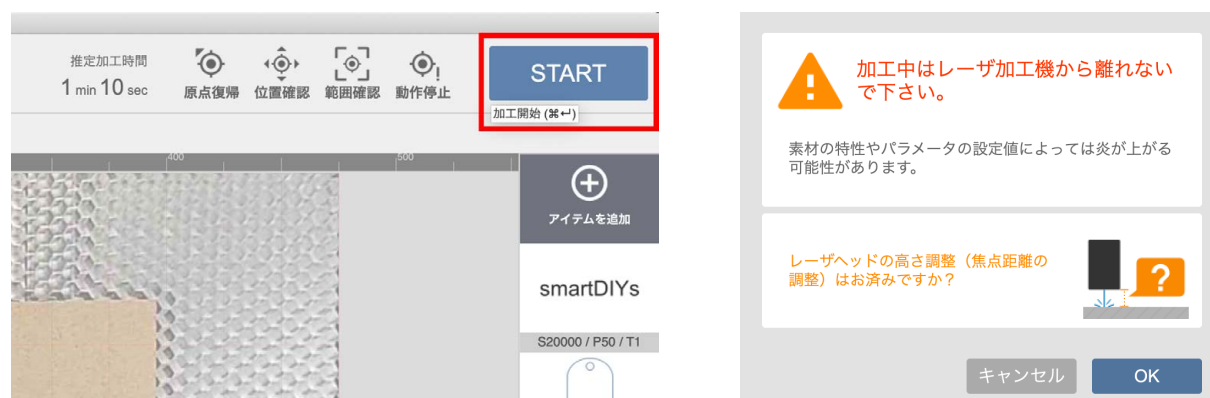 推定加工時間
1 min 10 sec
原点復帰
位置確認
範囲確認
動作停止
START
加工開始 (⌘↩)
400
500
アイテムを追加
smartDIYs
S20000 / P50 / T1
加工中はレーザ加工機から離れない
で下さい。
素材の特性やパラメータの設定値によっては炎が上がる
可能性があります。
レーザヘッドの高さ調整（焦点距離の
調整）はお済みですか？
?
キャンセル
OK